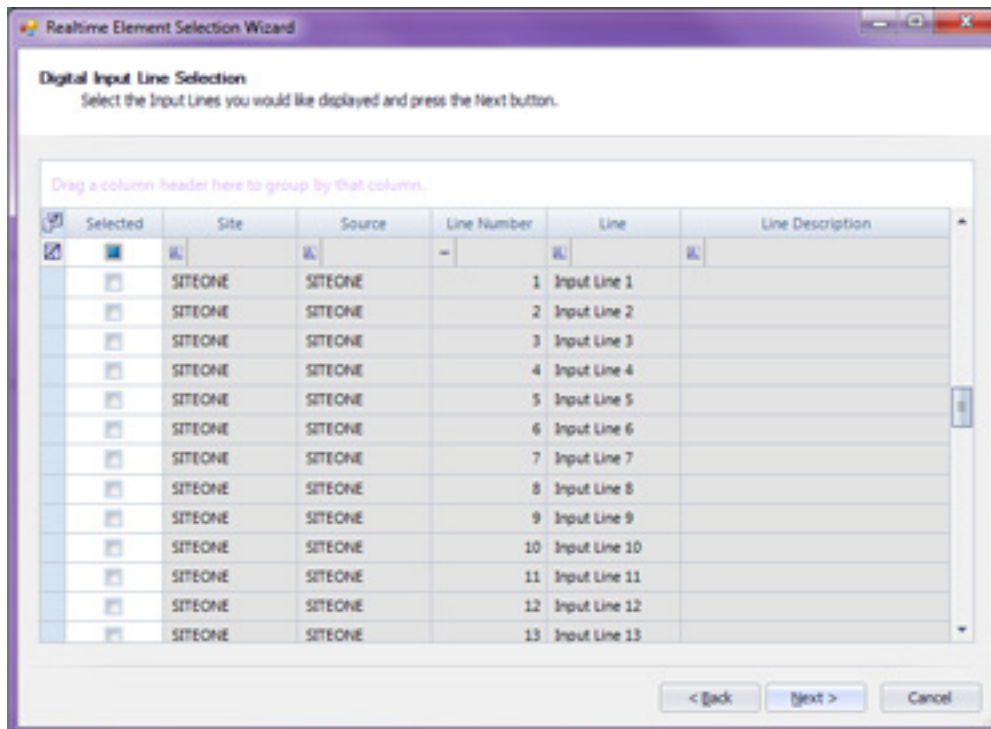 Realtime Element Selection Wizard
Digital Input Line Selection
Select the Input Lines you would like displayed and press the Next button.
Drag a column header here to group by that column.
Selected Site Source Line Number Line Line Description
=
SITEONE SITEONE 1 Input Line 1
SITEONE SITEONE 2 Input Line 2
SITEONE SITEONE 3 Input Line 3
SITEONE SITEONE 4 Input Line 4
SITEONE SITEONE 5 Input Line 5
SITEONE SITEONE 6 Input Line 6
SITEONE SITEONE 7 Input Line 7
SITEONE SITEONE 8 Input Line 8
SITEONE SITEONE 9 Input Line 9
SITEONE SITEONE 10 Input Line 10
SITEONE SITEONE 11 Input Line 11
SITEONE SITEONE 12 Input Line 12
SITEONE SITEONE 13 Input Line 13
< Back Next > Cancel